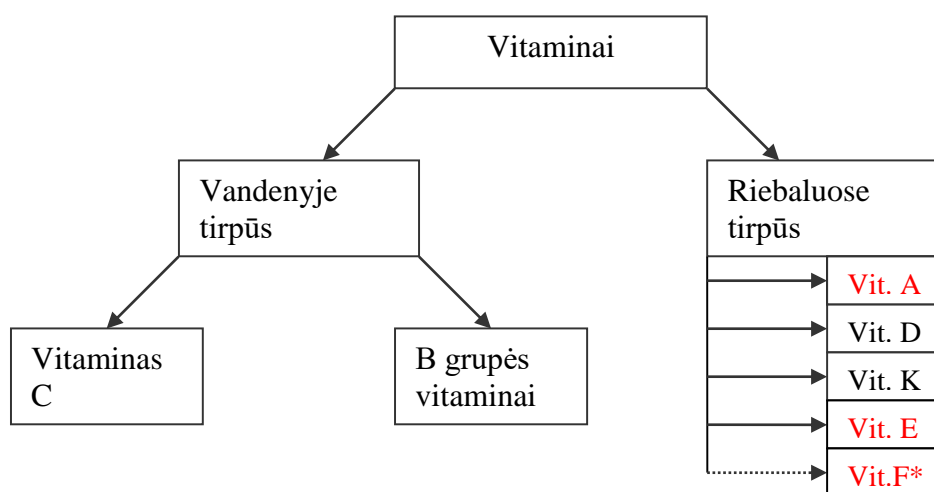 Vitaminai
Vandenyje
tirpūs
Riebaluose
tirpūs
Vitaminas
C
B grupės
vitaminai
Vit. A
Vit. D
Vit. K
Vit. E
Vit.F*